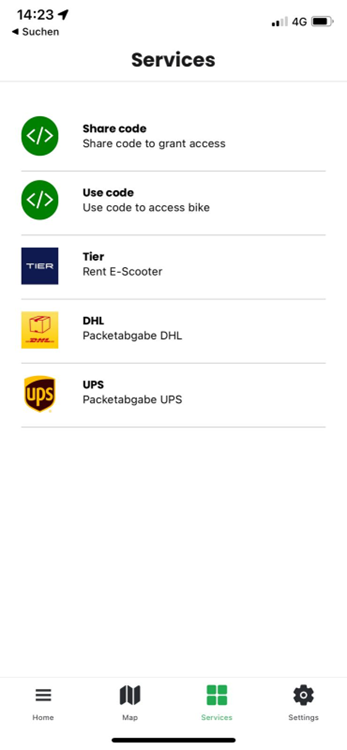 14:23
4G
◀ Suchen
Services
</>
Share code
Share code to grant access
</>
Use code
Use code to access bike
TIER
Tier
Rent E-Scooter
DHL
DHL
Packetabgabe DHL
ups
UPS
Packetabgabe UPS
Home
Map
Services
Settings